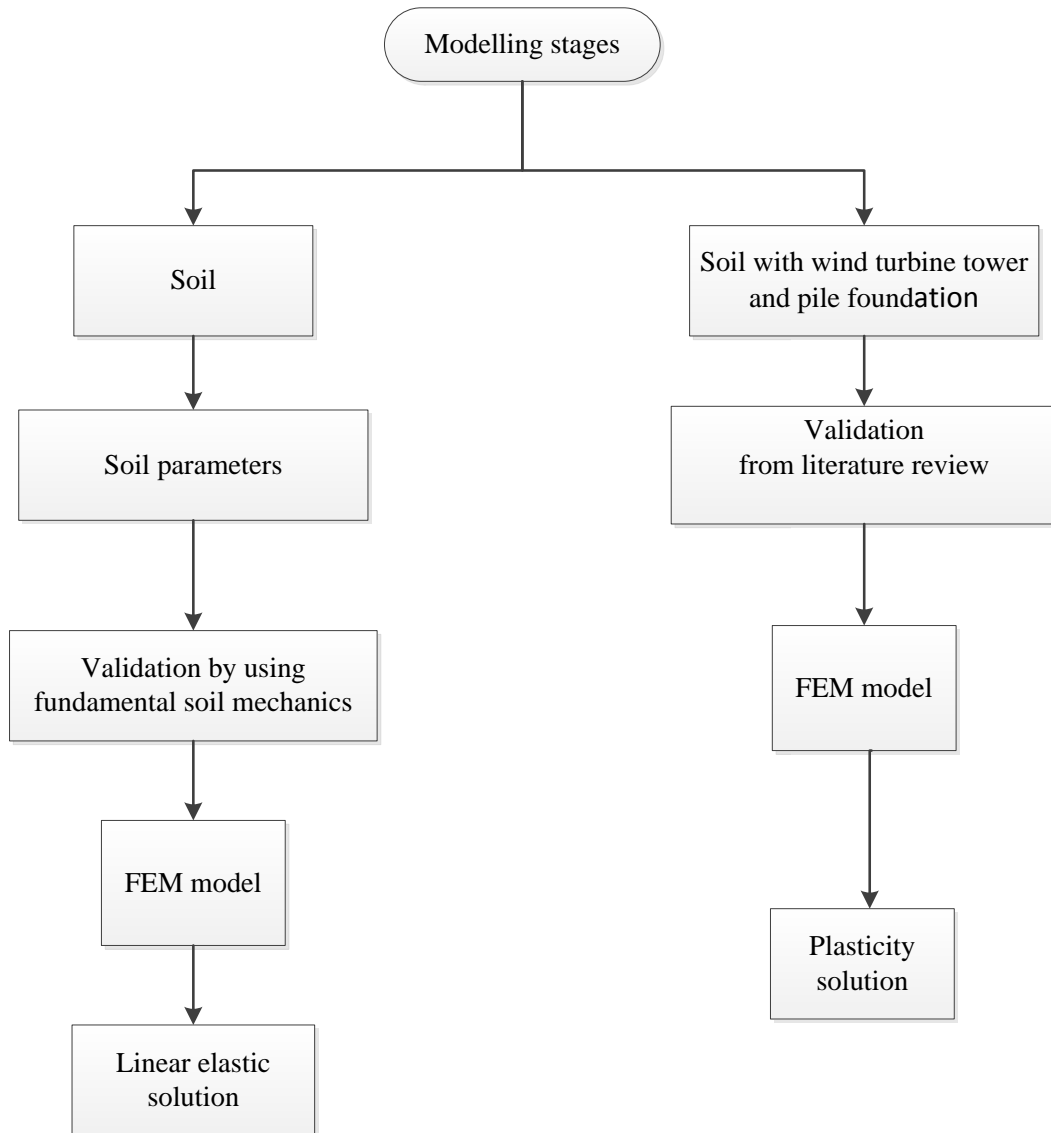 Modelling stages
Soil
Soil parameters
Validation by using
fundamental soil mechanics
FEM model
Linear elastic
solution
Soil with wind turbine tower
and pile foundation
Validation
from literature review
FEM model
Plasticity
solution